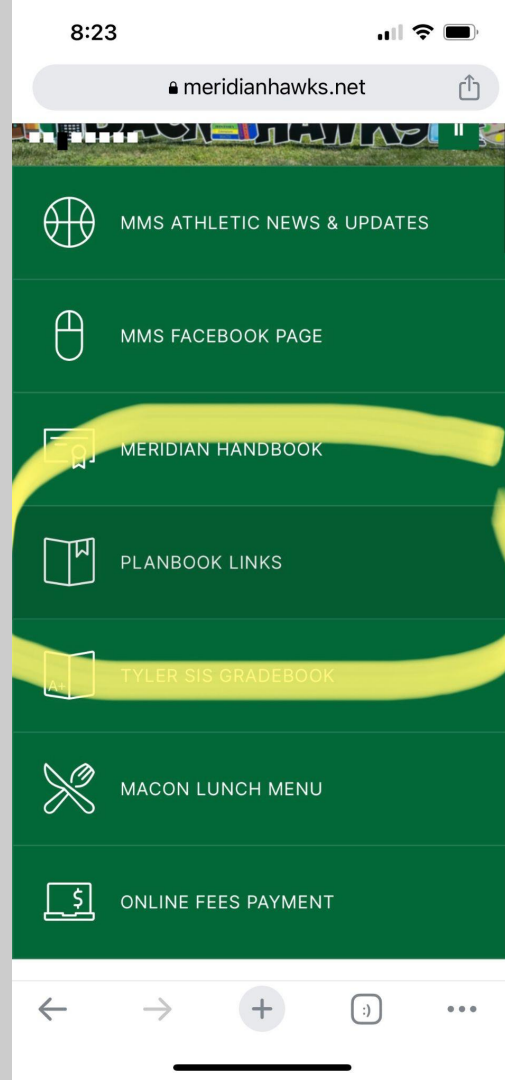 8:23
meridianhawks.net
MMS ATHLETIC NEWS & UPDATES
MMS FACEBOOK PAGE
MERIDIAN HANDBOOK
PLANBOOK LINKS
A+
TYLER SIS GRADEBOOK
MACON LUNCH MENU
$
ONLINE FEES PAYMENT
:)